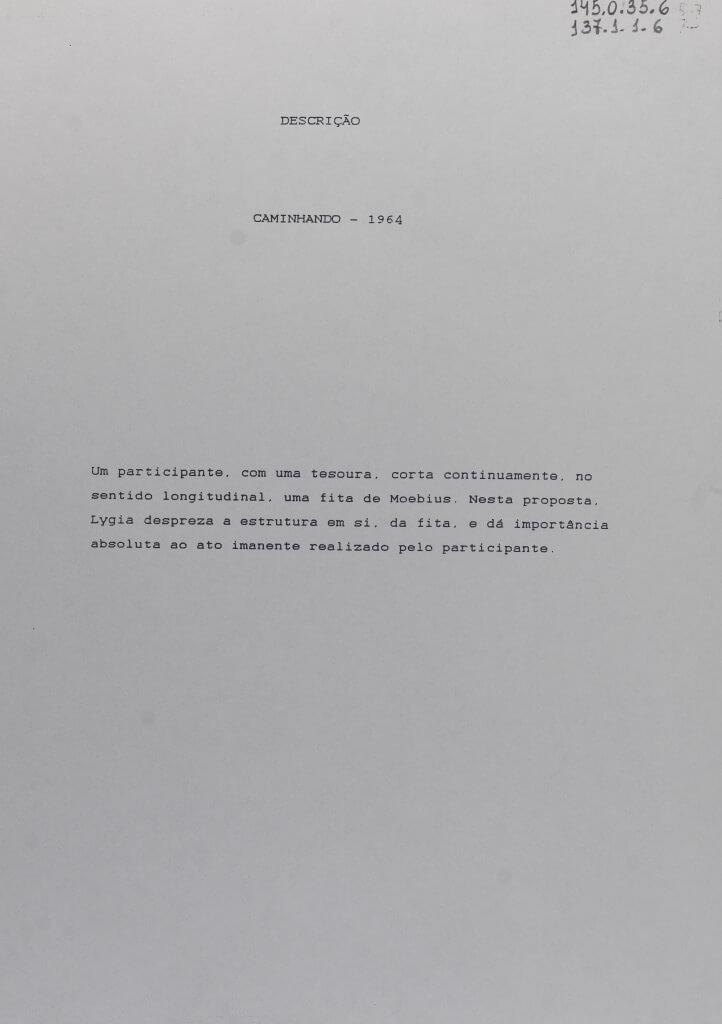 145.0.35.6
137.1.1.6
DESCRIÇÃO
CAMINHANDO - 1964
Um participante, com uma tesoura, corta continuamente, no
sentido longitudinal, uma fita de Moebius. Nesta proposta,
Lygia despreza a estrutura em si, da fita, e dá importância
absoluta ao ato imanente realizado pelo participante.